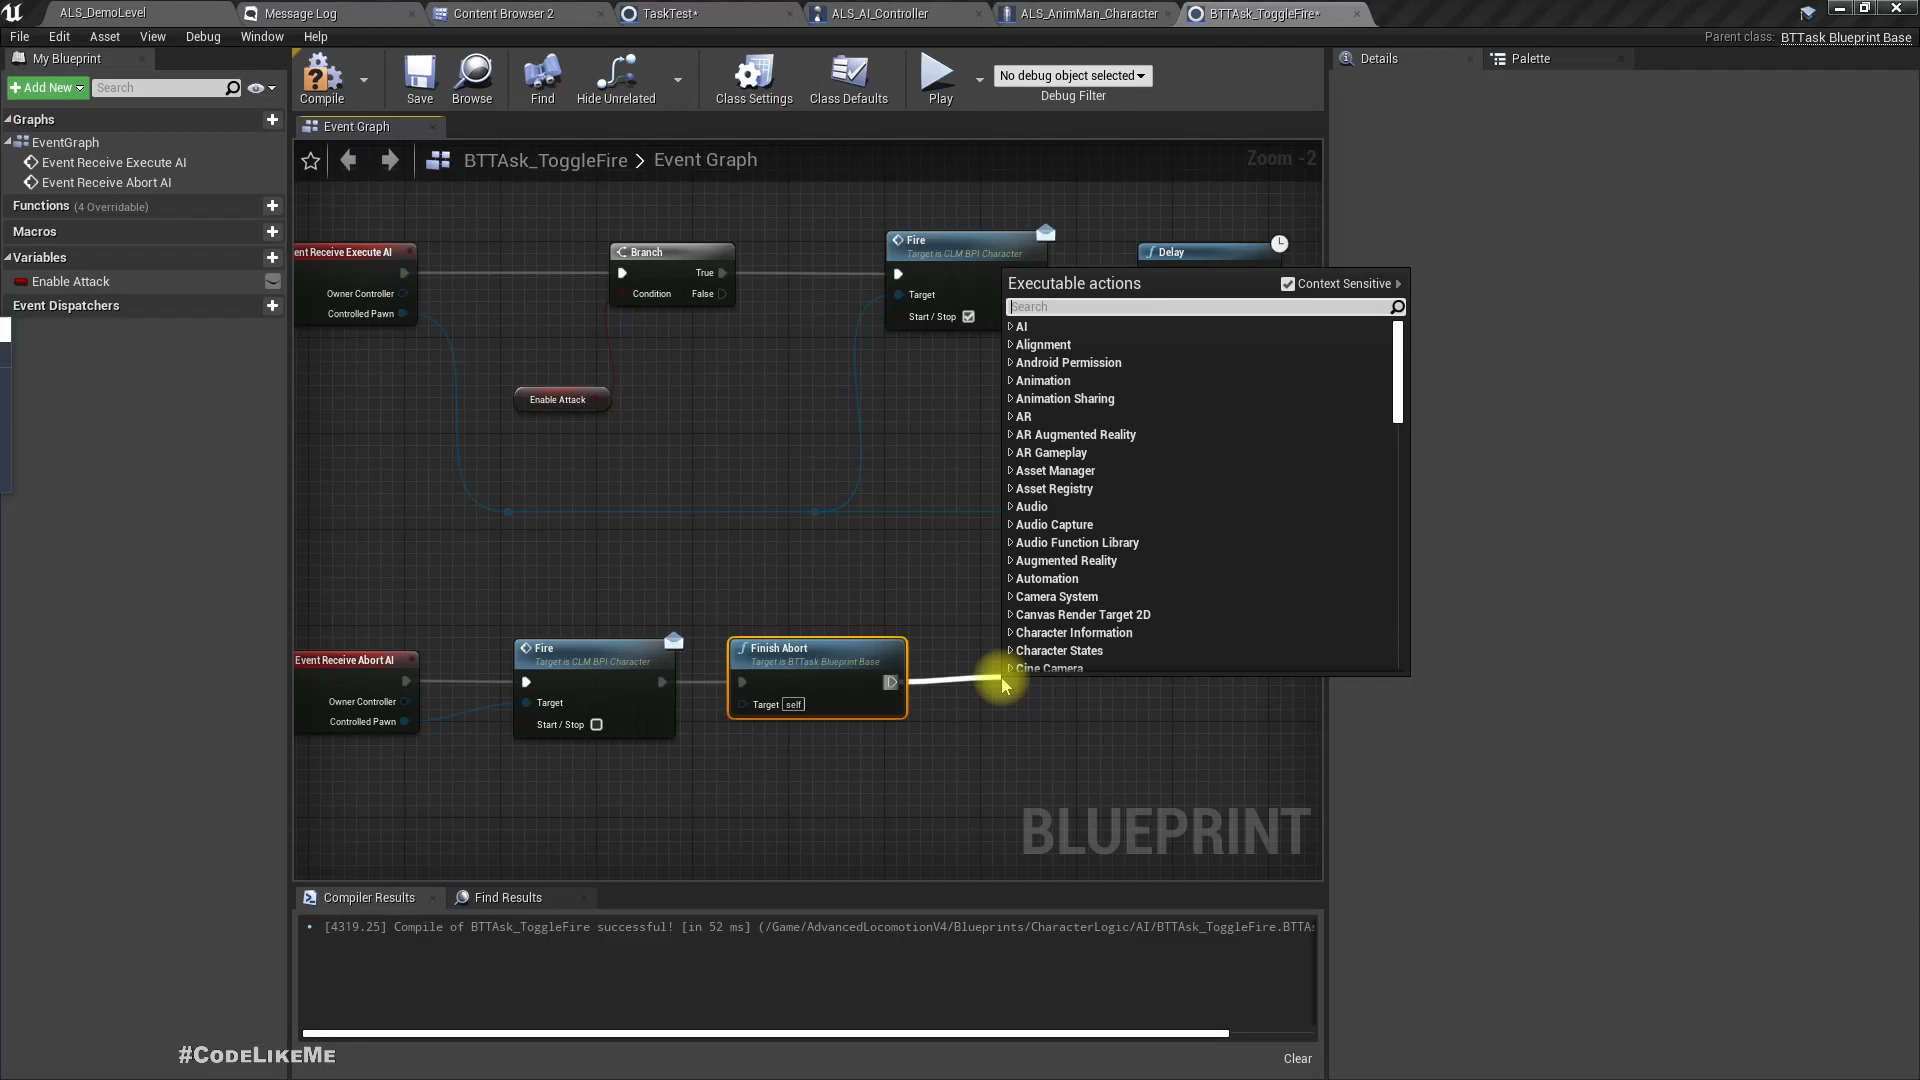 ALS_DemoLevel
Message Log
Content Browser 2
TaskTest*
ALS_AI_Controller
ALS_AnimMan_Character
BTTAsk_ToggleFire*
File
Edit
Asset
View
Debug
Window
Help
Parent class: BTTask Blueprint Base
My Blueprint
Add New
Search
Compile
Save
Browse
Find
Hide Unrelated
Class Settings
Class Defaults
Play
No debug object selected
Debug Filter
Details
Palette
Graphs
EventGraph
Event Receive Execute AI
Event Receive Abort AI
Functions (4 Overridable)
Macros
Variables
Enable Attack
Event Dispatchers
Event Graph
BTTAsk_ToggleFire > Event Graph
Zoom -2
ent Receive Execute AI
Owner Controller
Controlled Pawn
Branch
True
Condition
False
Enable Attack
Fire
Target is CLM BPI Character
Target
Start / Stop
Delay
Executable actions
Context Sensitive
Search
AI
Alignment
Android Permission
Animation
Animation Sharing
AR
AR Augmented Reality
AR Gameplay
Asset Manager
Asset Registry
Audio
Audio Capture
Audio Function Library
Augmented Reality
Automation
Camera System
Canvas Render Target 2D
Character Information
Character States
Cine Camera
Event Receive Abort AI
Owner Controller
Controlled Pawn
Fire
Target is CLM BPI Character
Target
Start / Stop
Finish Abort
Target is BTTask Blueprint Base
Target self
BLUEPRINT
Compiler Results
Find Results
[4319.25] Compile of BTTAsk_ToggleFire successful! [in 52 ms] (/Game/AdvancedLocomotionV4/Blueprints/CharacterLogic/AI/BTTAsk_ToggleFire.BTTA
Clear
#CodeLikeMe